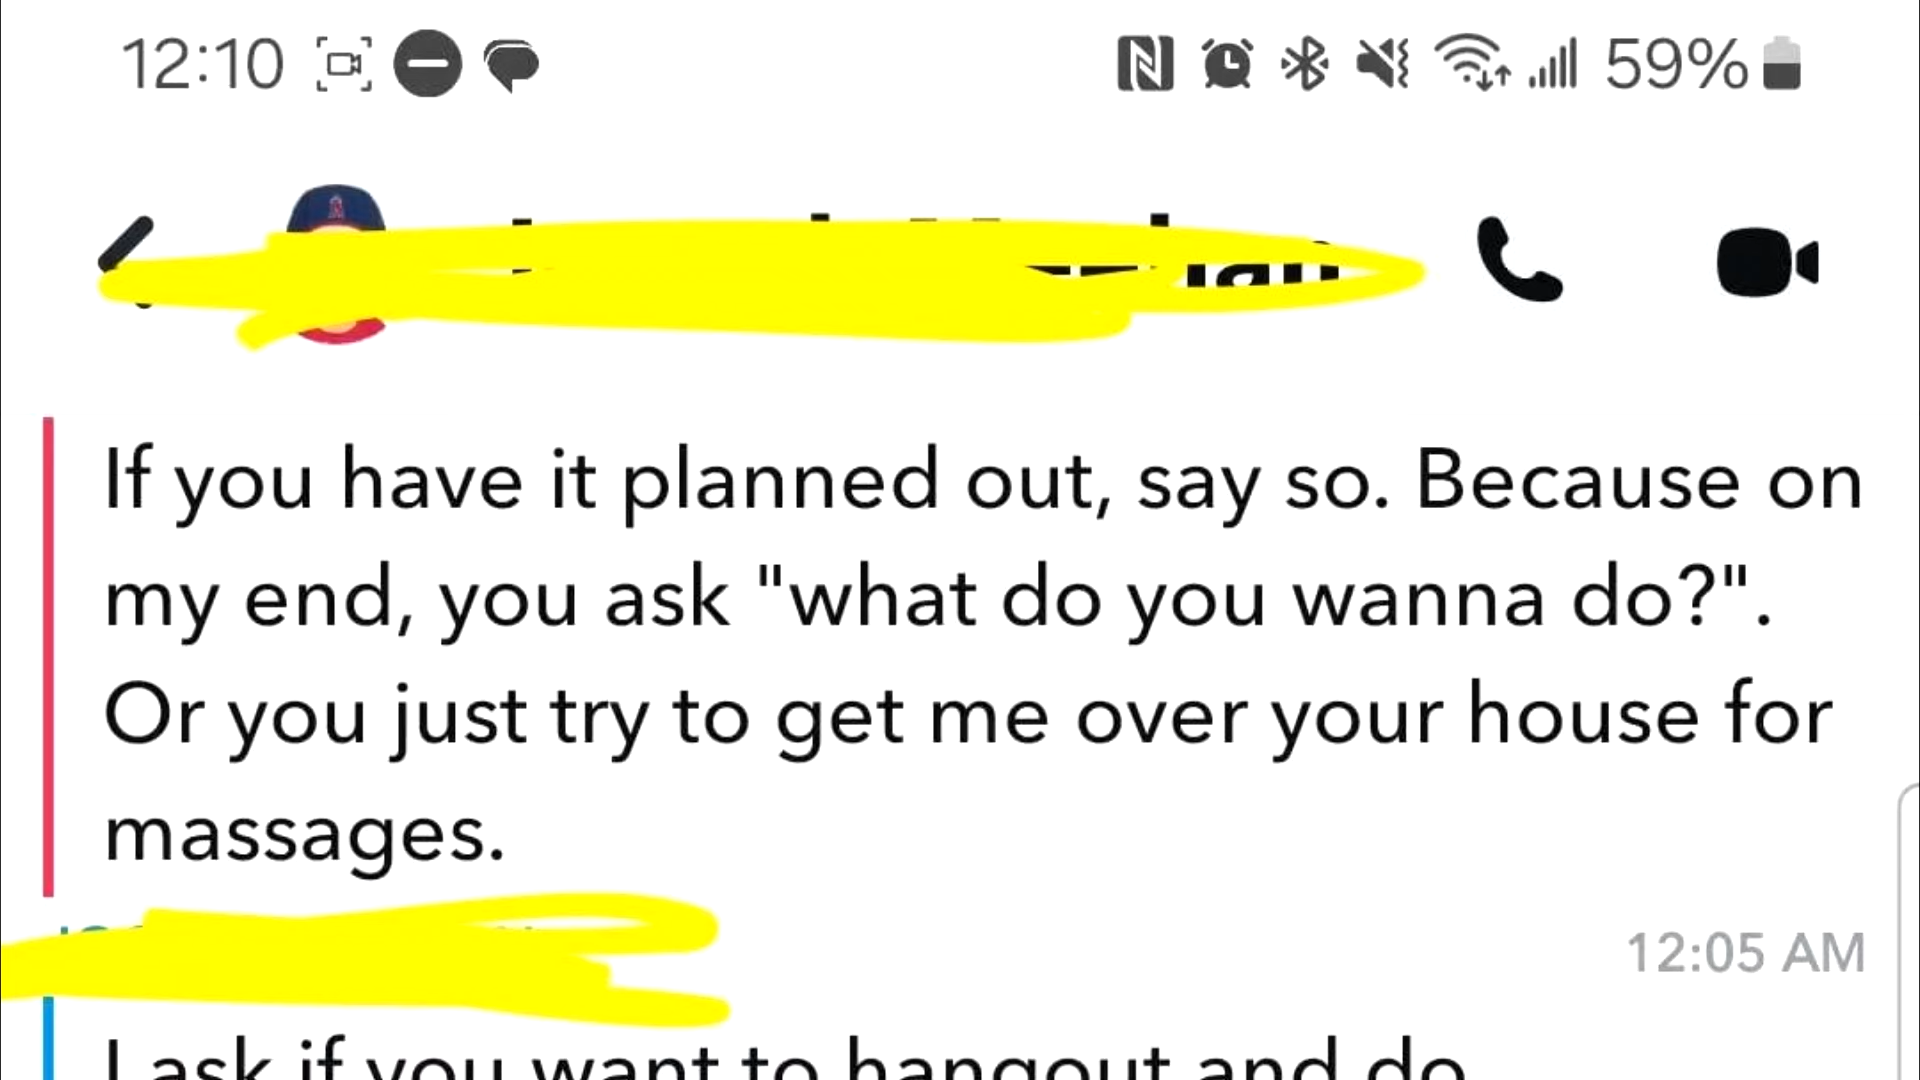 12:10 59%
If you have it planned out, say so. Because on
my end, you ask "what do you wanna do?".
Or you just try to get me over your house for
massages.
12:05 AM
I ask if you want to hangout and do